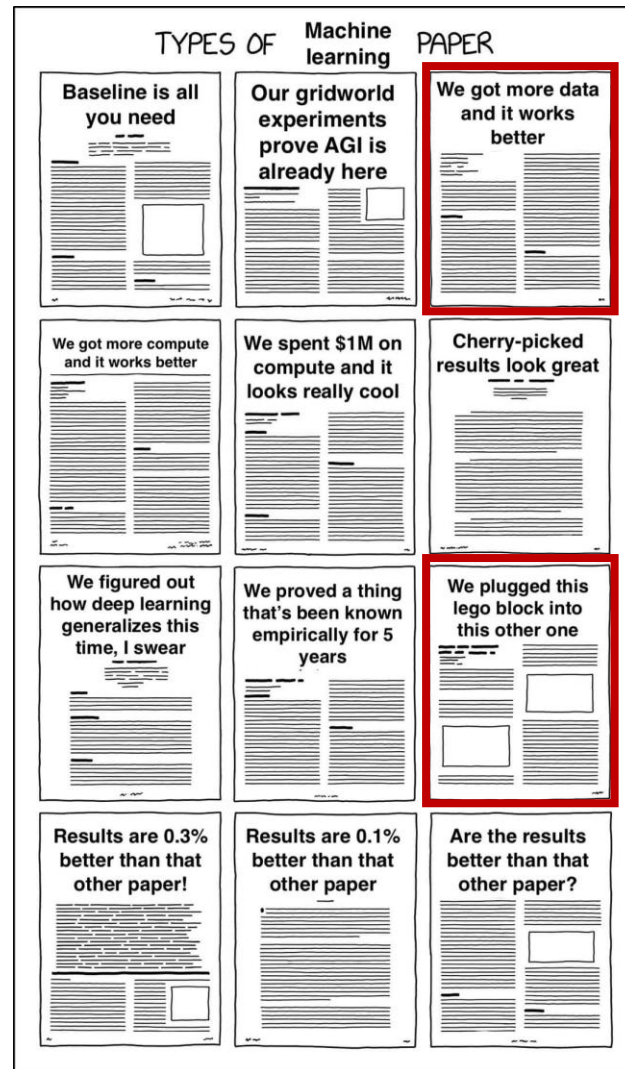 TYPES OF Machine learning PAPER
Baseline is all
you need
Our gridworld
experiments
prove AGI is
already here
We got more data
and it works
better
We got more compute
and it works better
We spent $1M on
compute and it
looks really cool
Cherry-picked
results look great
We figured out
how deep learning
generalizes this
time, I swear
We proved a thing
that's been known
empirically for 5
years
We plugged this
lego block into
this other one
Results are 0.3%
better than that
other paper!
Results are 0.1%
better than that
other paper
Are the results
better than that
other paper?